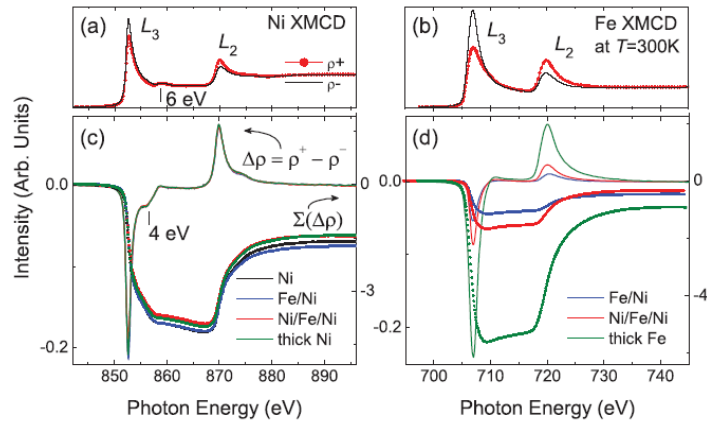 (a)
Ni XMCD
L3
L2
ρ+
ρ-
6 eV
(b)
Fe XMCD
at T=300K
L3
L2
Intensity (Arb. Units)
(c)
Δρ = ρ⁺ − ρ⁻
0.0
0
4 eV
Σ(Δρ)
-3
-0.2
Ni
Fe/Ni
Ni/Fe/Ni
thick Ni
850
860
870
880
890
Photon Energy (eV)
(d)
0.0
0
-4
-0.2
Fe/Ni
Ni/Fe/Ni
thick Fe
700
710
720
730
740
Photon Energy (eV)